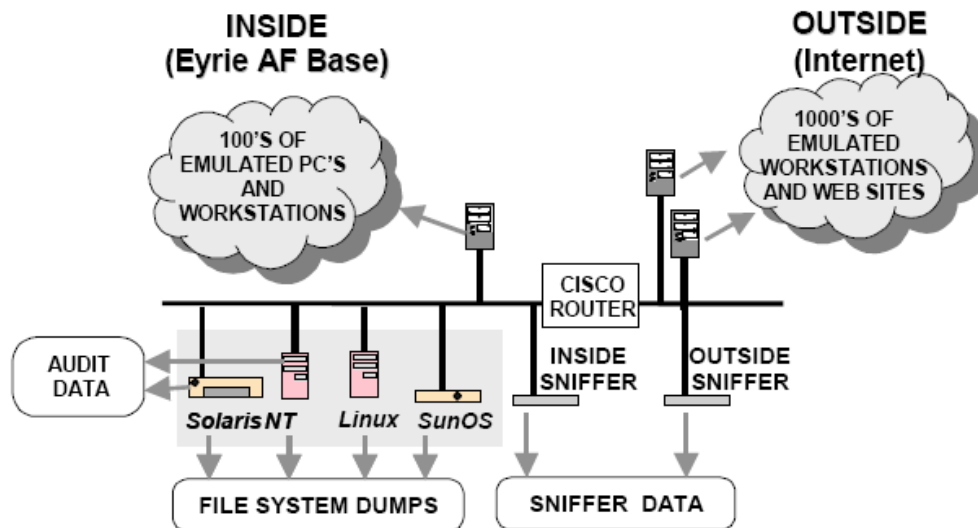 INSIDE
(Eyrie AF Base)
OUTSIDE
(Internet)
100'S OF
EMULATED PC'S
AND
WORKSTATIONS
1000'S OF
EMULATED
WORKSTATIONS
AND WEB SITES
CISCO
ROUTER
AUDIT
DATA
INSIDE
SNIFFER
OUTSIDE
SNIFFER
Solaris NT Linux SunOS
FILE SYSTEM DUMPS
SNIFFER DATA